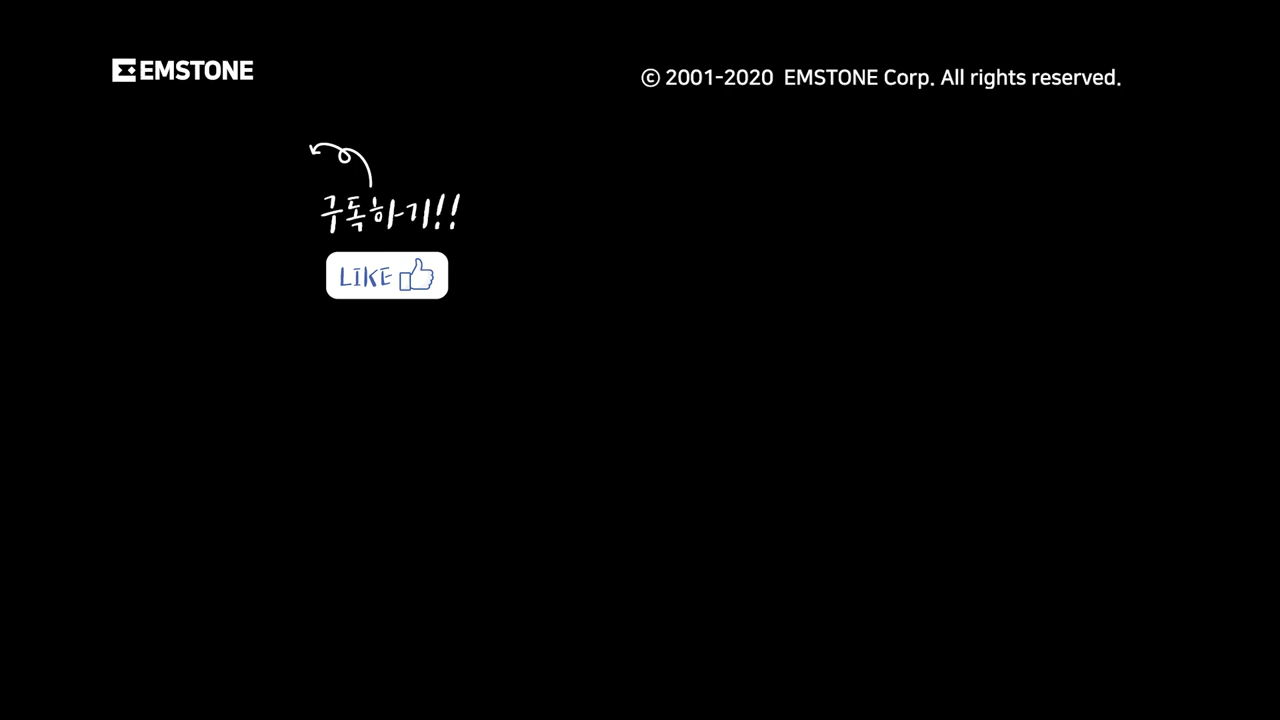 EMSTONE
© 2001-2020 EMSTONE Corp. All rights reserved.
구독하기!!
LIKE